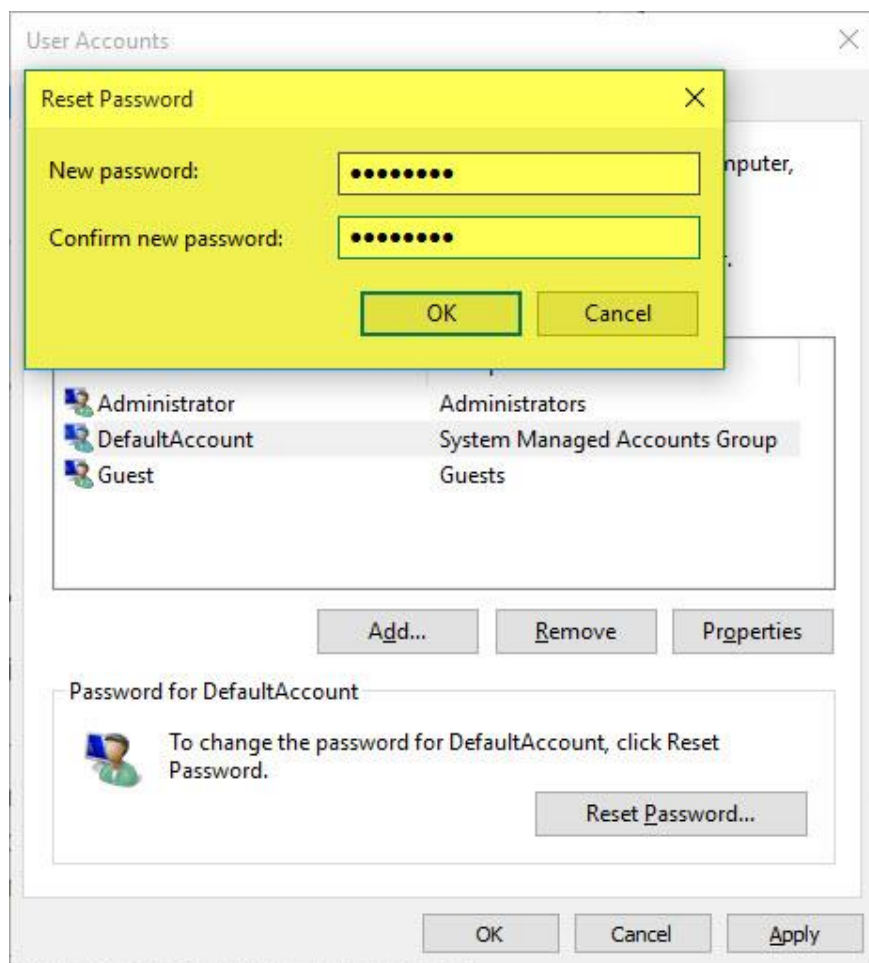 User Accounts
Reset Password
New password:
Confirm new password:
OK Cancel
mputer,
r.
Administrator Administrators
DefaultAccount System Managed Accounts Group
Guest Guests
Add... Remove Properties
Password for DefaultAccount
To change the password for DefaultAccount, click Reset
Password.
Reset Password...
OK Cancel Apply